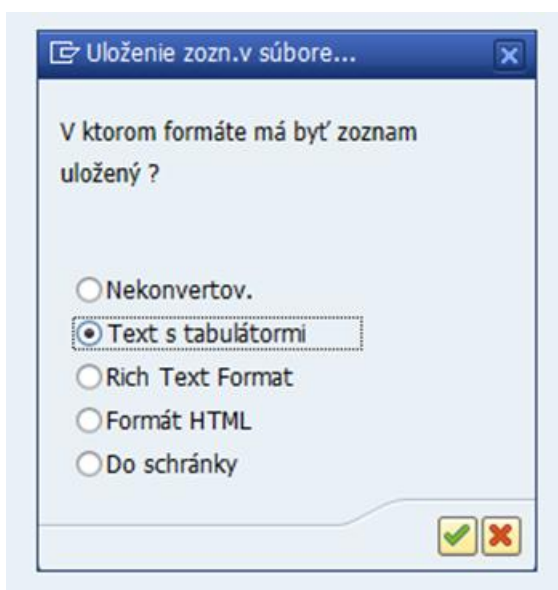 Uloženie zozn.v súbore...
V ktorom formáte má byť zoznam
uložený ?
Nekonvertov.
Text s tabulátormi
Rich Text Format
Formát HTML
Do schránky